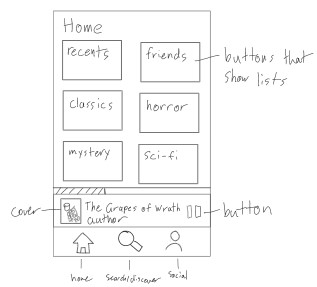 Home
recents
friends
buttons that
show lists
classics
horror
mystery
sci-fi
cover
The Grapes of Wrath
author
button
home
search/discover
social